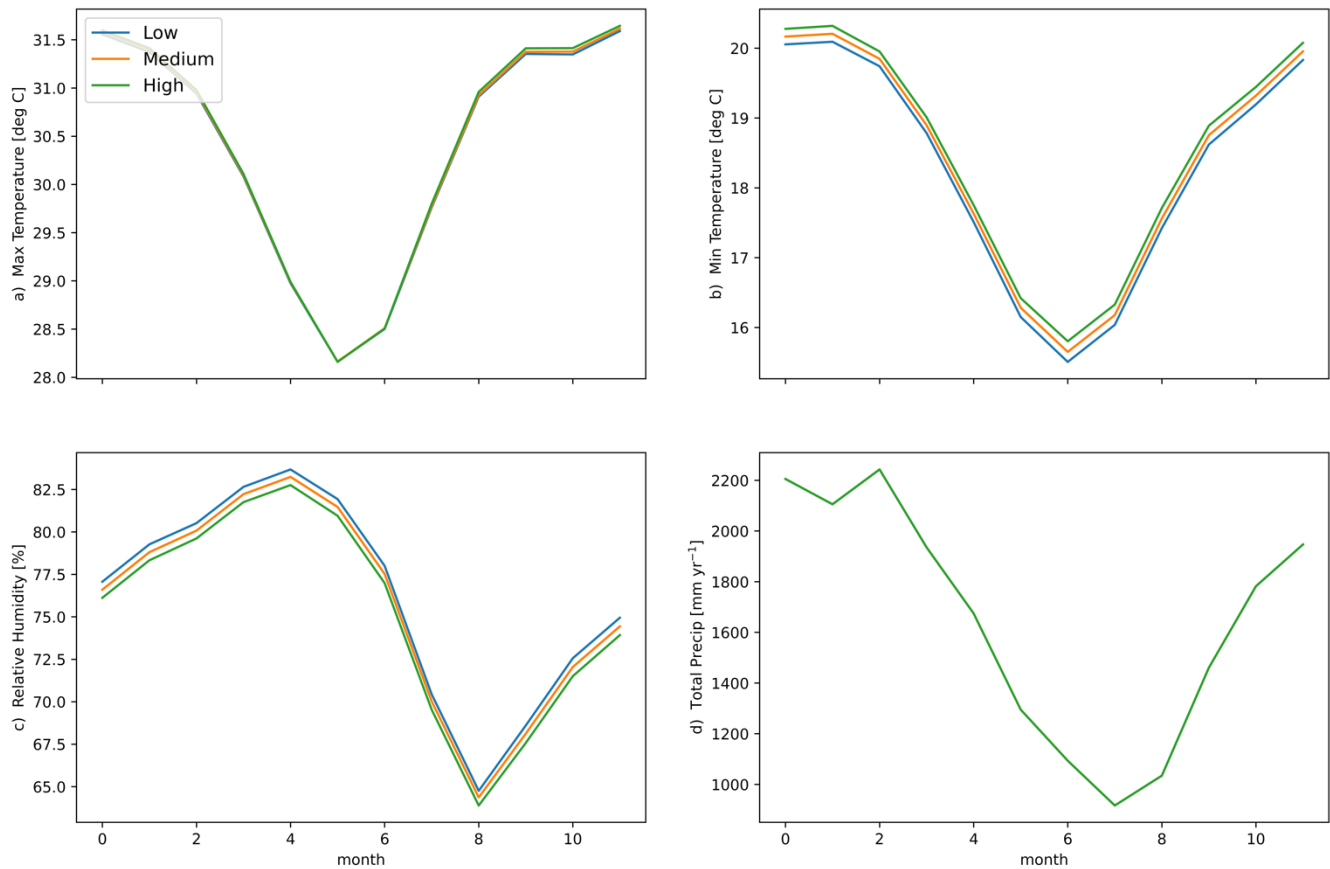 Low
Medium
High
31.5
31.0
30.5
30.0
29.5
29.0
28.5
28.0
a)  Max Temperature [deg C]
20
19
18
17
16
b)  Min Temperature [deg C]
82.5
80.0
77.5
75.0
72.5
70.0
67.5
65.0
c)  Relative Humidity [%]
0 2 4 6 8 10
month
2200
2000
1800
1600
1400
1200
1000
d)  Total Precip [mm yr⁻¹]
0 2 4 6 8 10
month